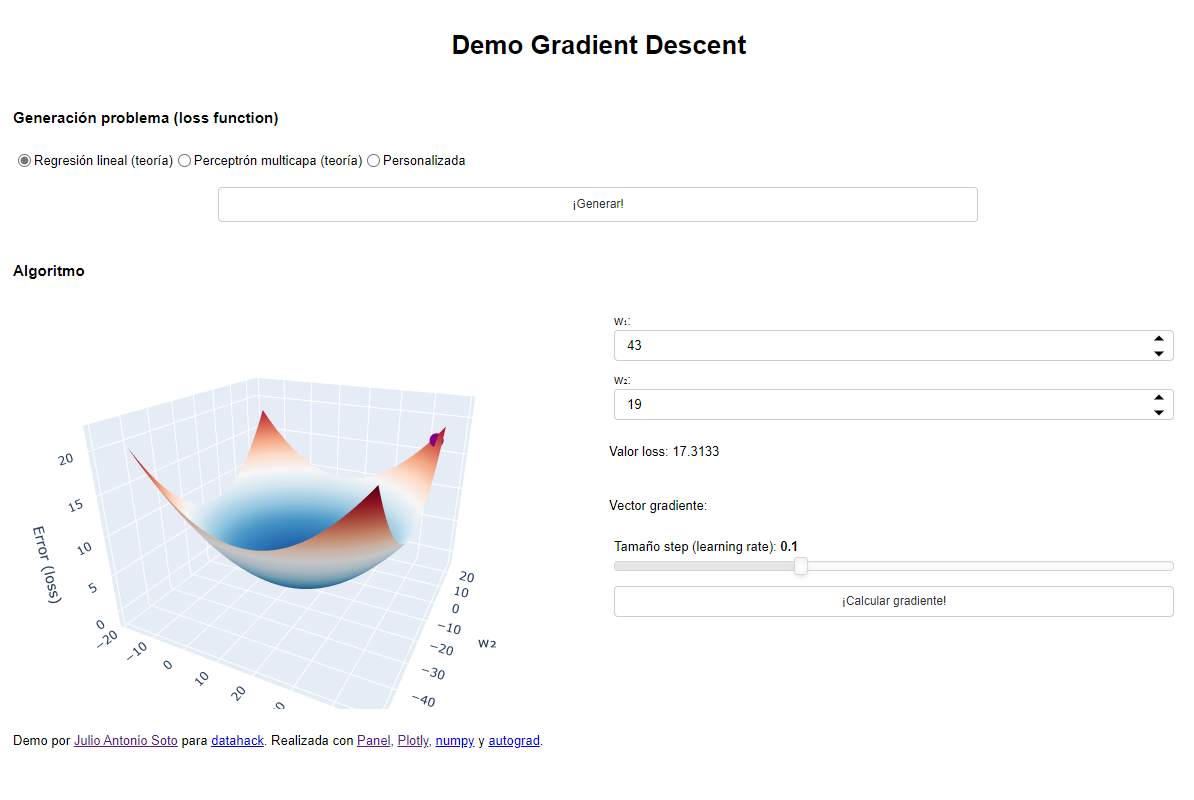 Demo Gradient Descent
Generación problema (loss function)
Regresión lineal (teoría) Perceptrón multicapa (teoría) Personalizada
¡Generar!
Algoritmo
w₁:
43
w₂:
19
Valor loss: 17.3133
Vector gradiente:
Tamaño step (learning rate): 0.1
¡Calcular gradiente!
20
15
10
5
0
Error (loss)
−20
−10
0
10
20
20
10
0
−10
−20
−30
−40
w₂
Demo por Julio Antonio Soto para datahack. Realizada con Panel, Plotly, numpy y autograd.